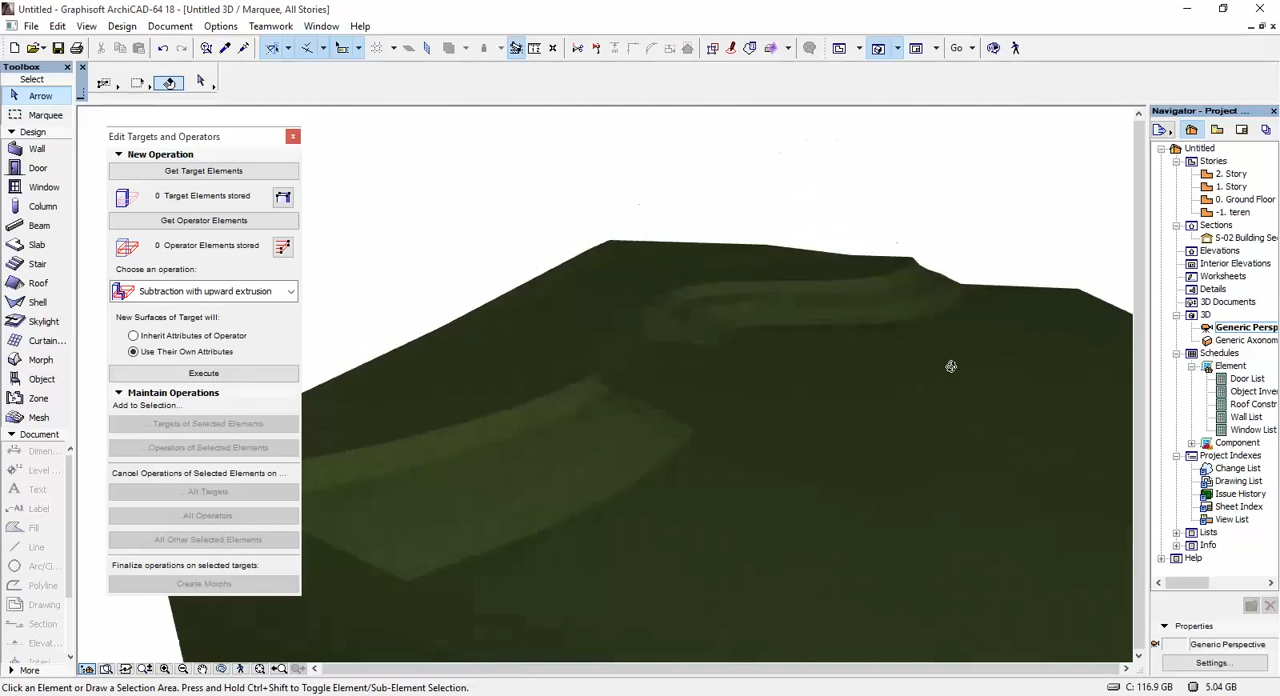 Untitled - Graphisoft ArchiCAD-64 18 - [Untitled 3D / Marquee, All Stories]
File Edit View Design Document Options Teamwork Window Help
Go
Toolbox
Select
Arrow
Marquee
Design
Wall
Door
Window
Column
Beam
Slab
Stair
Roof
Shell
Skylight
Curtain...
Morph
Object
Zone
Mesh
Document
Dimen...
Level ...
Text
Label
Fill
Line
Arc/Ci...
Polyline
Drawing
Section
Elevat...
More
Edit Targets and Operators
New Operation
Get Target Elements
0 Target Elements stored
Get Operator Elements
0 Operator Elements stored
Choose an operation:
Subtraction with upward extrusion
New Surfaces of Target will:
Inherit Attributes of Operator
Use Their Own Attributes
Execute
Maintain Operations
Add to Selection...
... Targets of Selected Elements
... Operators of Selected Elements
Cancel Operations of Selected Elements on ...
... All Targets
... All Operators
... All Other Selected Elements
Finalize operations on selected targets:
Create Morphs
Navigator - Project ...
Untitled
Stories
2. Story
1. Story
0. Ground Floor
-1. teren
Sections
S-02 Building Se
Elevations
Interior Elevations
Worksheets
Details
3D Documents
3D
Generic Persp
Generic Axonom
Schedules
Element
Door List
Object Inve
Roof Constr
Wall List
Window List
Component
Project Indexes
Change List
Drawing List
Issue History
Sheet Index
View List
Lists
Info
Help
Properties
Generic Perspective
Settings...
Click an Element or Draw a Selection Area. Press and Hold Ctrl+Shift to Toggle Element/Sub-Element Selection.
C: 116.9 GB 5.04 GB